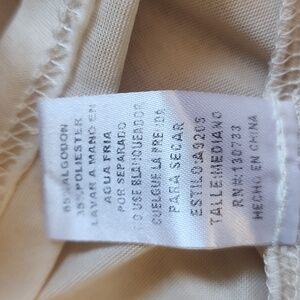 65% ALGODON
35% POLIESTER
LAVAR A MANO EN
AGUA FRIA
POR SEPARADO
NO USE BLANQUEADOR
CUELGUE LA PRENDA
PARA SECAR
ESTILO:A9205
TALLE:MEDIANO
RN#:
HECHO EN CHINA